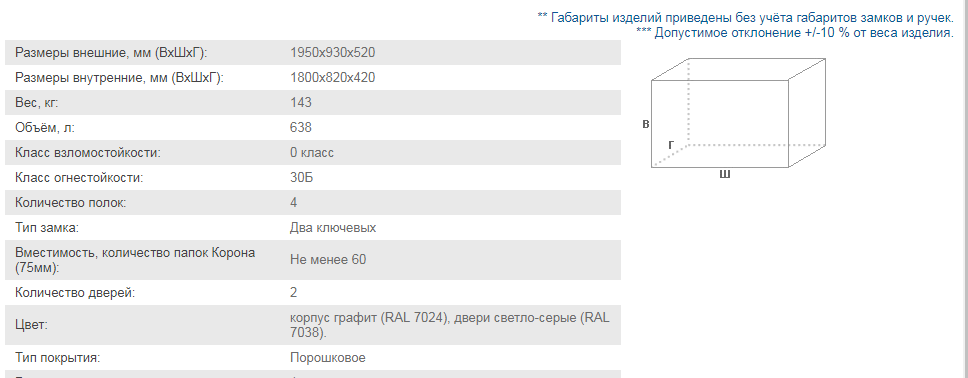 ** Габариты изделий приведены без учёта габаритов замков и ручек.
*** Допустимое отклонение +/-10 % от веса изделия.
Размеры внешние, мм (ВхШхГ): 1950x930x520
Размеры внутренние, мм (ВхШхГ): 1800x820x420
Вес, кг: 143
Объём, л: 638
Класс взломостойкости: 0 класс
Класс огнестойкости: 30Б
Количество полок: 4
Тип замка: Два ключевых
Вместимость, количество папок Корона
(75мм): Не менее 60
Количество дверей: 2
Цвет: корпус графит (RAL 7024), двери светло-серые (RAL
7038).
Тип покрытия: Порошковое
В
Г
Ш